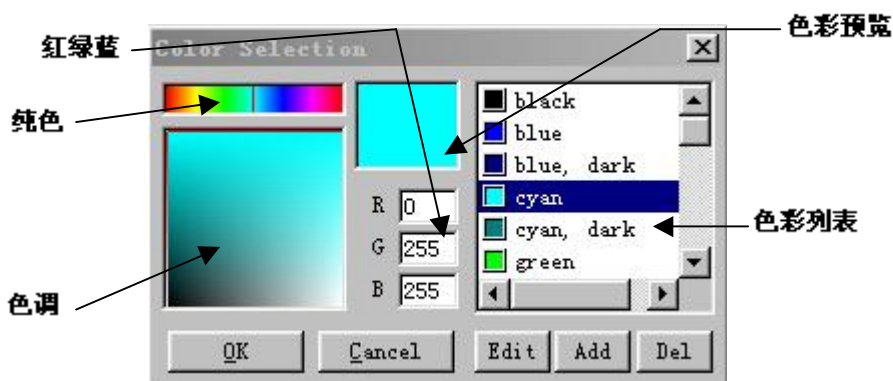 色彩预览
红绿蓝
Color Selection
纯色
black
blue
blue, dark
R 0
cyan
G 255
cyan, dark
色彩列表
green
B 255
色调
OK Cancel Edit Add Del